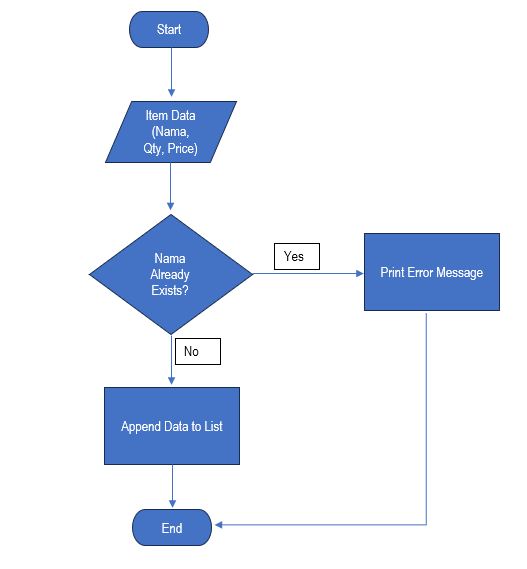 Start
Item Data
(Nama,
Qty, Price)
Nama
Already
Exists?
Yes
Print Error Message
No
Append Data to List
End